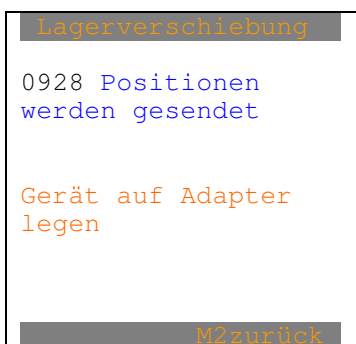 Lagerverschiebung
0928 Positionen
werden gesendet
Gerät auf Adapter
legen
M2zurück